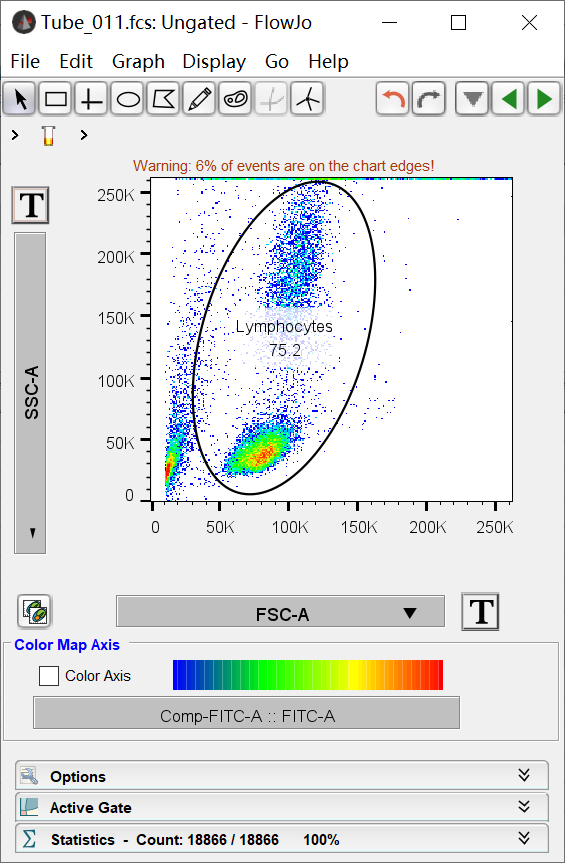 Tube_011.fcs: Ungated - FlowJo
File Edit Graph Display Go Help
Warning: 6% of events are on the chart edges!
T
250K
200K
150K
100K
50K
0
SSC-A
Lymphocytes
75.2
0 50K 100K 150K 200K 250K
FSC-A
T
Color Map Axis
Color Axis
Comp-FITC-A :: FITC-A
Options
Active Gate
Σ Statistics - Count: 18866 / 18866 100%